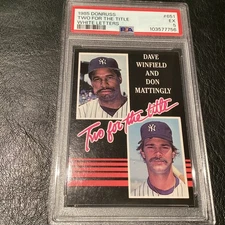 1985 DONRUSS #651
TWO FOR THE TITLE EX 5
WHITE LETTERS PSA 103577756
DAVE
WINFIELD
AND
DON
MATTINGLY
Two for the title